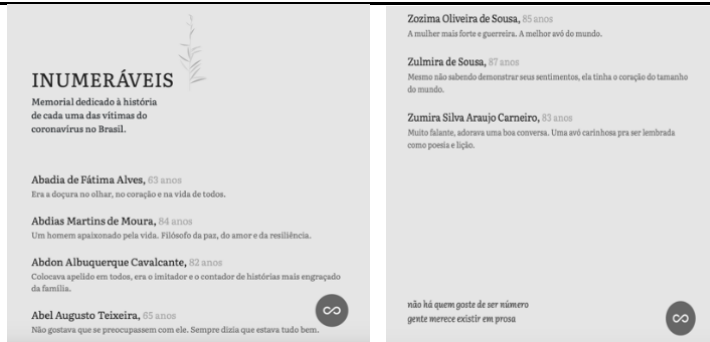 INUMERÁVEIS
Memorial dedicado à história
de cada uma das vítimas do
coronavírus no Brasil.
Abadia de Fátima Alves, 63 anos
Era a doçura no olhar, no coração e na vida de todos.
Abdias Martins de Moura, 84 anos
Um homem apaixonado pela vida. Filósofo da paz, do amor e da resiliência.
Abdon Albuquerque Cavalcante, 82 anos
Colocava apelido em todos, era o imitador e o contador de histórias mais engraçado
da família.
Abel Augusto Teixeira, 65 anos
Não gostava que se preocupassem com ele. Sempre dizia que estava tudo bem.
Zozima Oliveira de Sousa, 85 anos
A mulher mais forte e guerreira. A melhor avó do mundo.
Zulmira de Sousa, 87 anos
Mesmo não sabendo demonstrar seus sentimentos, ela tinha o coração do tamanho
do mundo.
Zumira Silva Araujo Carneiro, 83 anos
Muito falante, adorava uma boa conversa. Uma avó carinhosa pra ser lembrada
como poesia e lição.
não há quem goste de ser número
gente merece existir em prosa